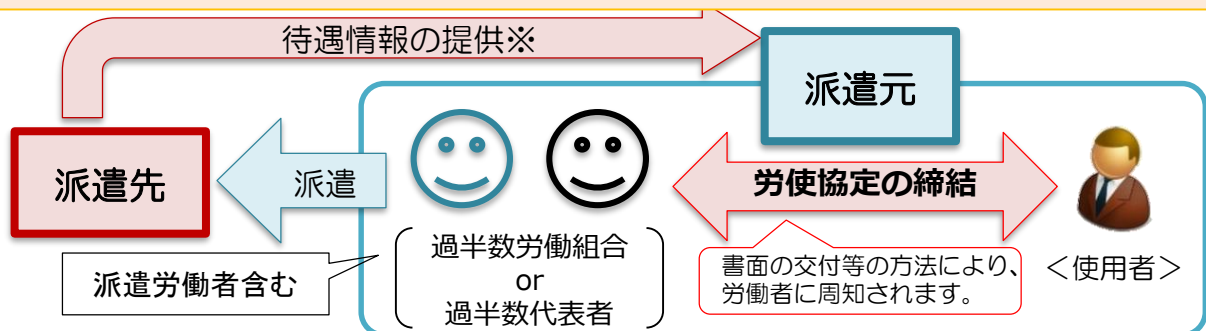 待遇情報の提供※
派遣元
派遣先
派遣
労使協定の締結
過半数労働組合
or
過半数代表者
派遣労働者含む
書面の交付等の方法により、
労働者に周知されます。
＜使用者＞